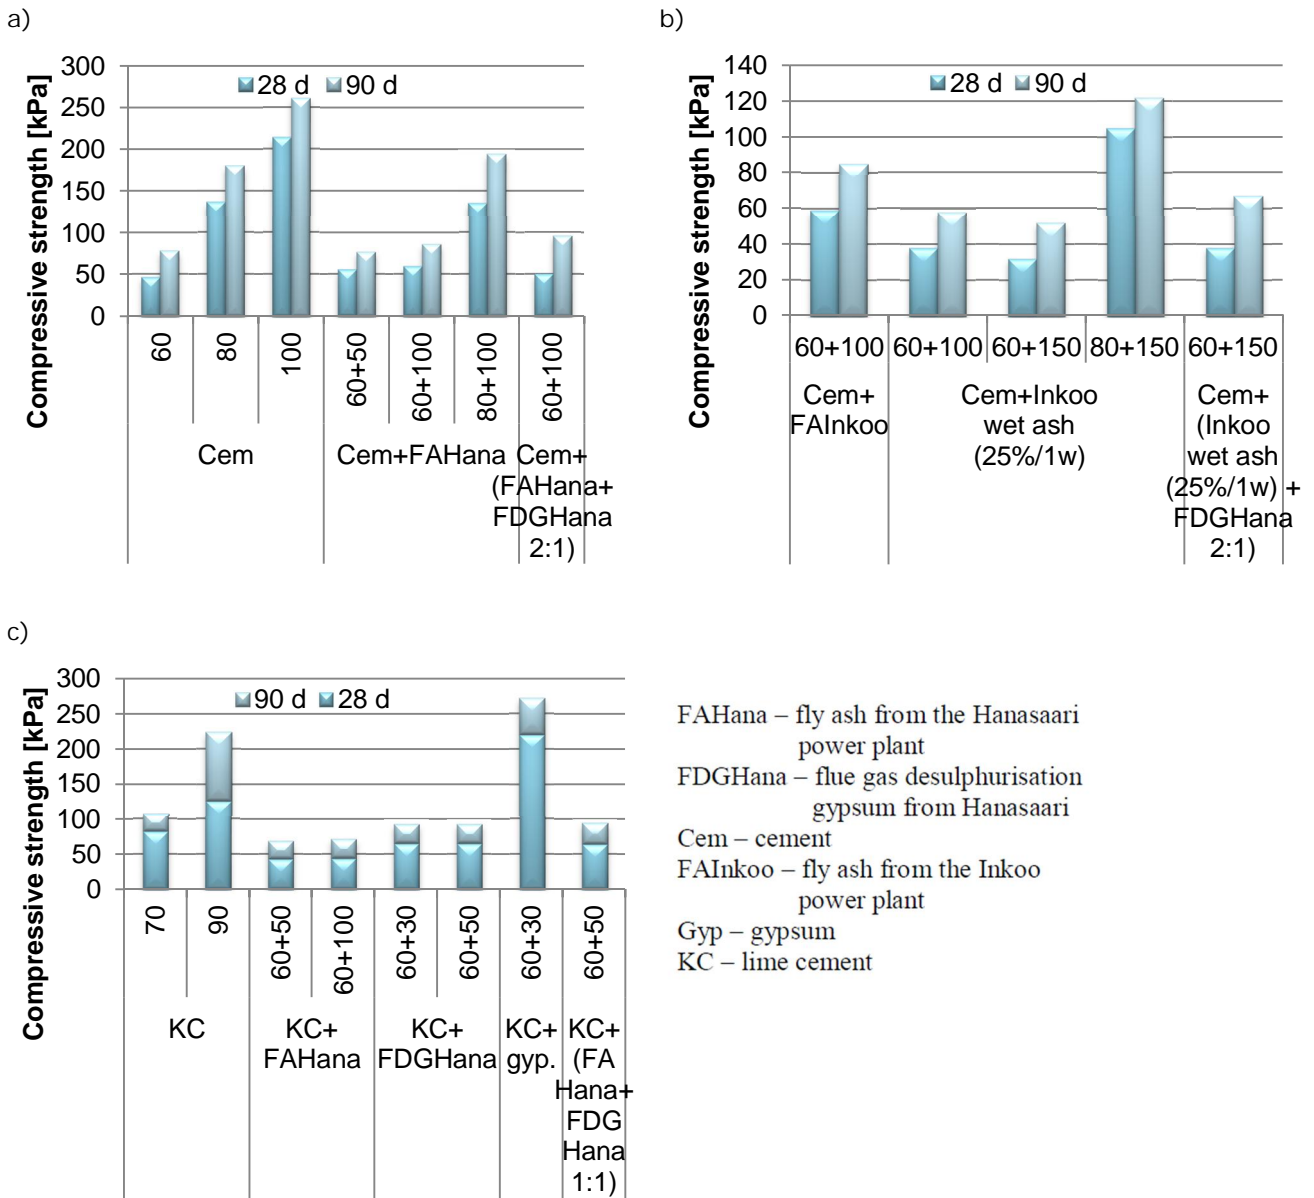 a)
Compressive strength [kPa]
300
250
200
150
100
50
0
28 d 90 d
60 80 100 60+50 60+100 80+100 60+100
Cem Cem+FAHana Cem+
(FAHana+
FDGHana
2:1)
b)
Compressive strength [kPa]
140
120
100
80
60
40
20
0
28 d 90 d
60+100 60+100 60+150 80+150 60+150
Cem+
FAInkoo
Cem+Inkoo
wet ash
(25%/1w)
Cem+
(Inkoo
wet ash
(25%/1w) +
FDGHana
2:1)
c)
Compressive strength [kPa]
300
250
200
150
100
50
0
90 d 28 d
70 90 60+50 60+100 60+30 60+50 60+30 60+50
KC
KC+
FAHana
KC+
FDGHana
KC+
gyp.
KC+
(FA
Hana+
FDG
Hana
1:1)
FAHana – fly ash from the Hanasaari
power plant
FDGHana – flue gas desulphurisation
gypsum from Hanasaari
Cem – cement
FAInkoo – fly ash from the Inkoo
power plant
Gyp – gypsum
KC – lime cement